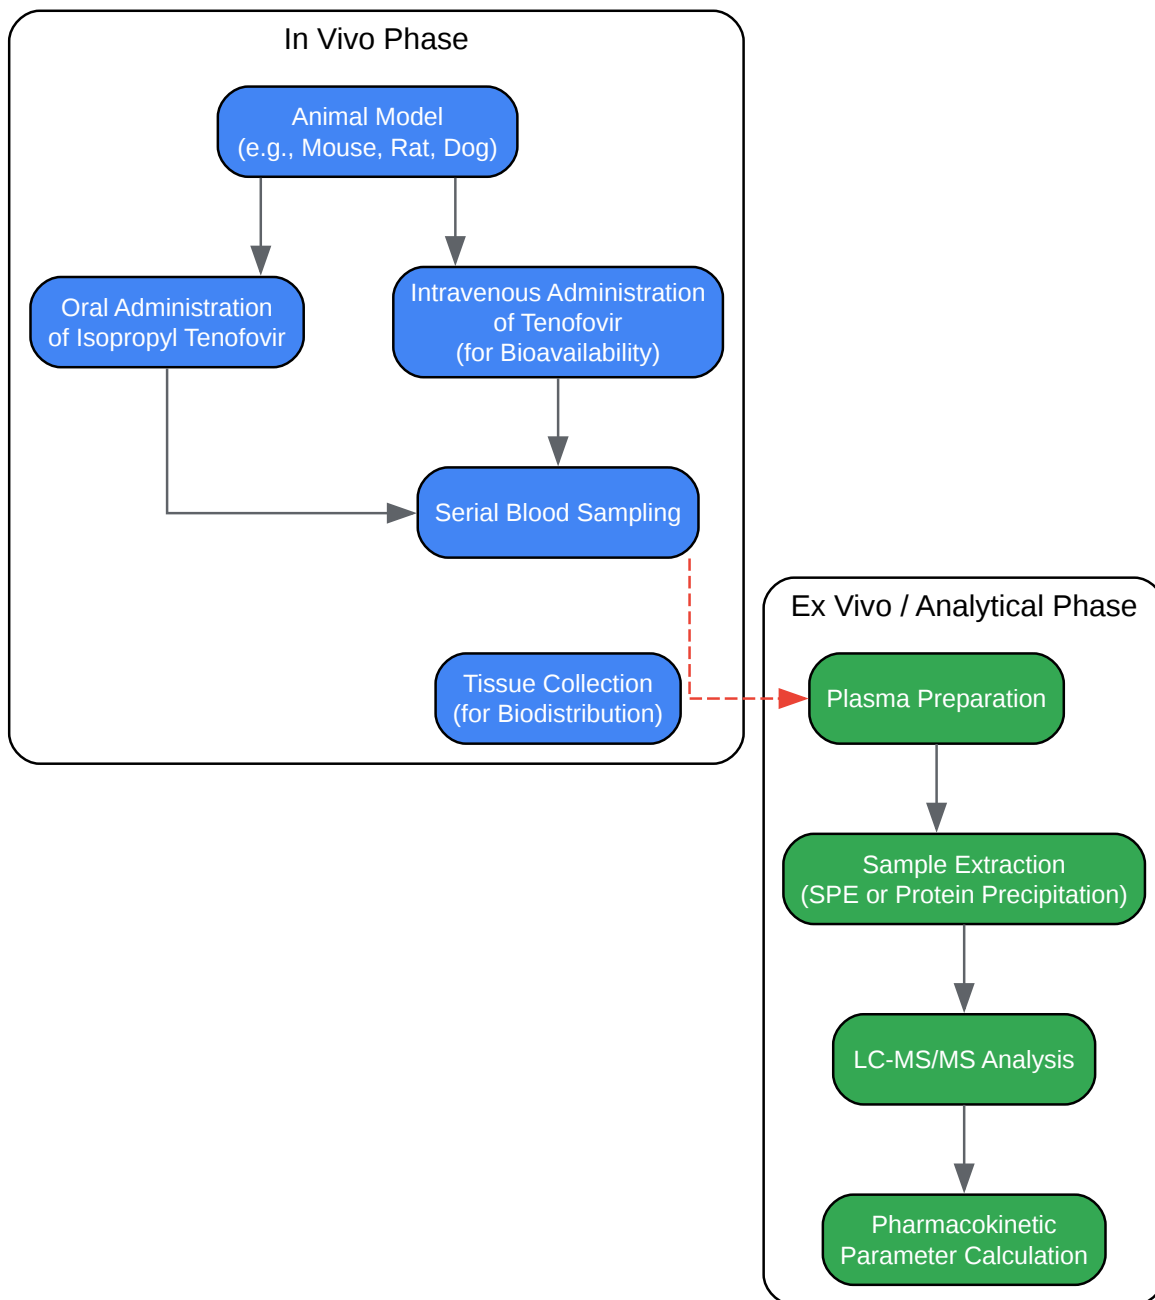 In Vivo Phase
Animal Model
(e.g., Mouse, Rat, Dog)
Oral Administration
of Isopropyl Tenofovir
Intravenous Administration
of Tenofovir
(for Bioavailability)
Serial Blood Sampling
Tissue Collection
(for Biodistribution)
Ex Vivo / Analytical Phase
Plasma Preparation
Sample Extraction
(SPE or Protein Precipitation)
LC-MS/MS Analysis
Pharmacokinetic
Parameter Calculation